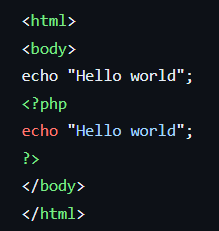 <html>
<body>
echo "Hello world";
<?php
echo "Hello world";
?>
</body>
</html>